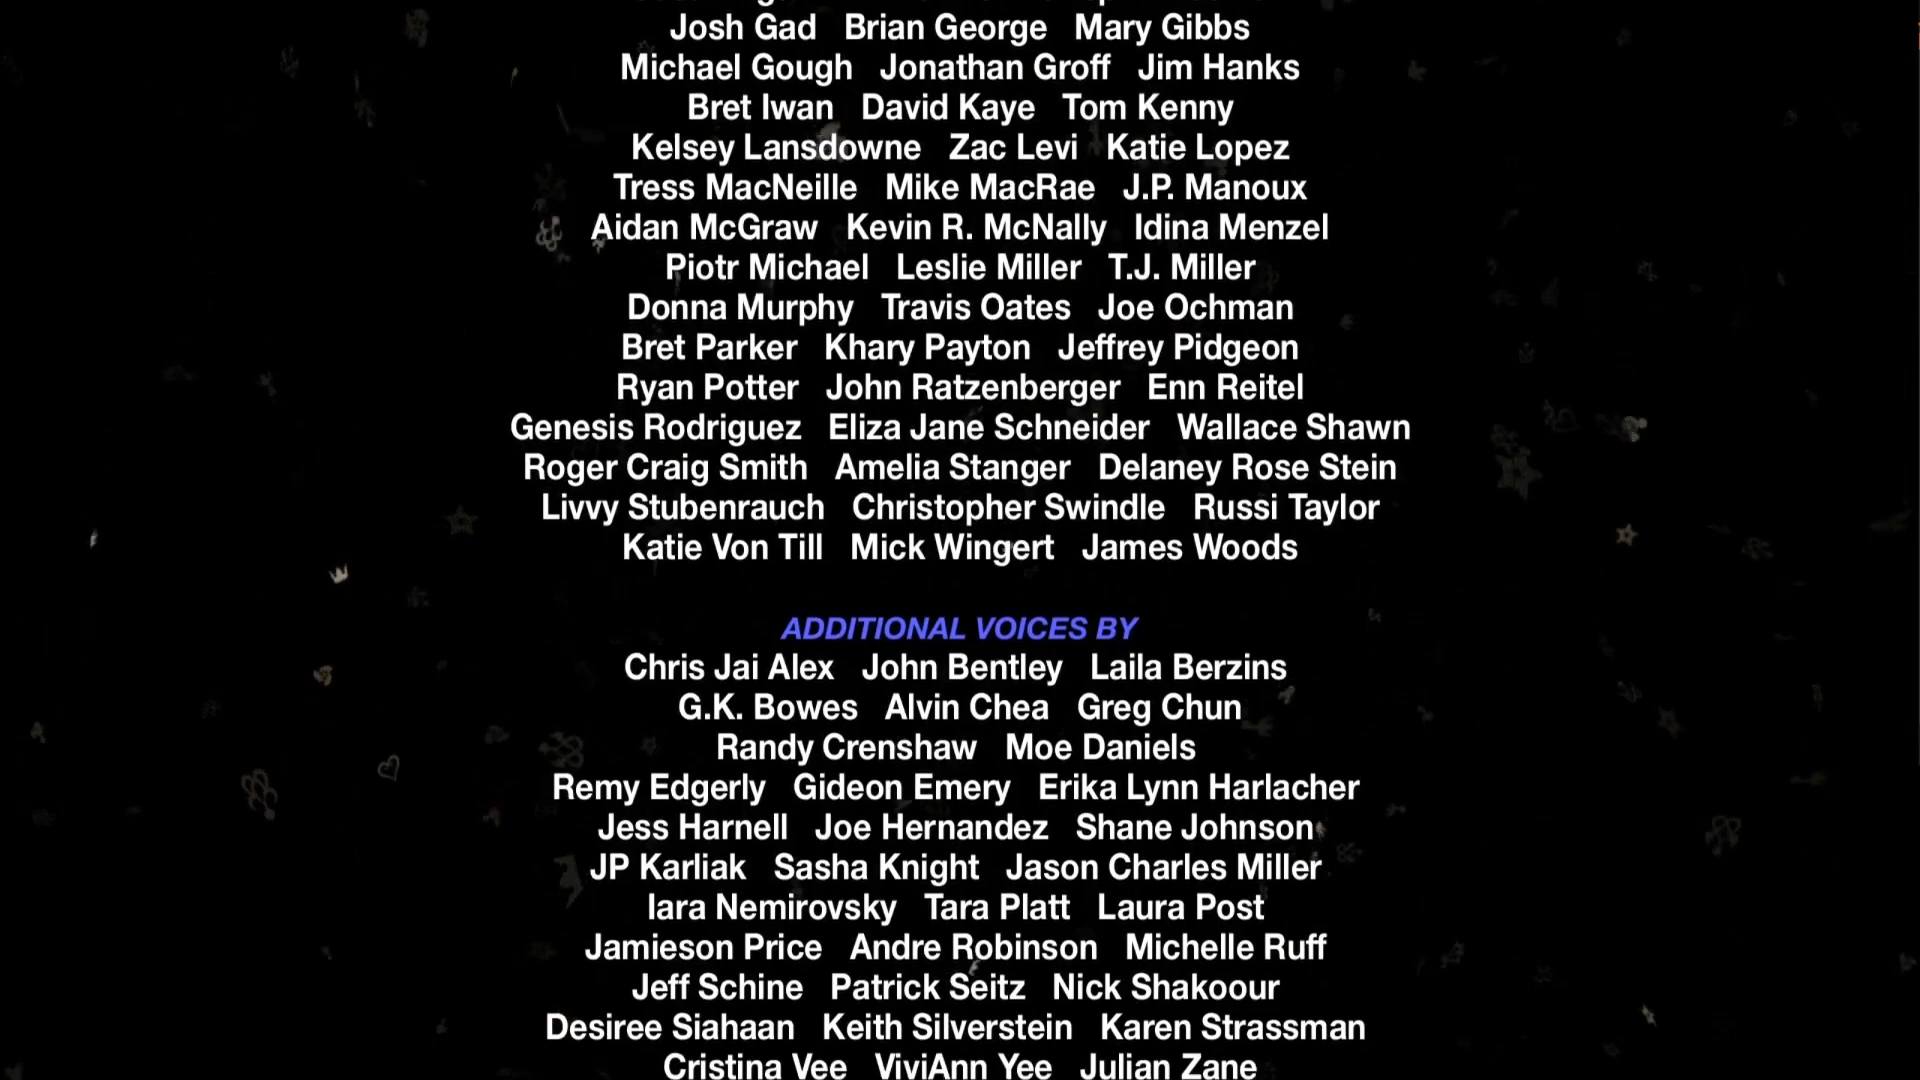 Josh Gad Brian George Mary Gibbs
Michael Gough Jonathan Groff Jim Hanks
Bret Iwan David Kaye Tom Kenny
Kelsey Lansdowne Zac Levi Katie Lopez
Tress MacNeille Mike MacRae J.P. Manoux
Aidan McGraw Kevin R. McNally Idina Menzel
Piotr Michael Leslie Miller T.J. Miller
Donna Murphy Travis Oates Joe Ochman
Bret Parker Khary Payton Jeffrey Pidgeon
Ryan Potter John Ratzenberger Enn Reitel
Genesis Rodriguez Eliza Jane Schneider Wallace Shawn
Roger Craig Smith Amelia Stanger Delaney Rose Stein
Livvy Stubenrauch Christopher Swindle Russi Taylor
Katie Von Till Mick Wingert James Woods
ADDITIONAL VOICES BY
Chris Jai Alex John Bentley Laila Berzins
G.K. Bowes Alvin Chea Greg Chun
Randy Crenshaw Moe Daniels
Remy Edgerly Gideon Emery Erika Lynn Harlacher
Jess Harnell Joe Hernandez Shane Johnson
JP Karliak Sasha Knight Jason Charles Miller
Iara Nemirovsky Tara Platt Laura Post
Jamieson Price Andre Robinson Michelle Ruff
Jeff Schine Patrick Seitz Nick Shakoour
Desiree Siahaan Keith Silverstein Karen Strassman
Cristina Vee ViviAnn Yee Julian Zane